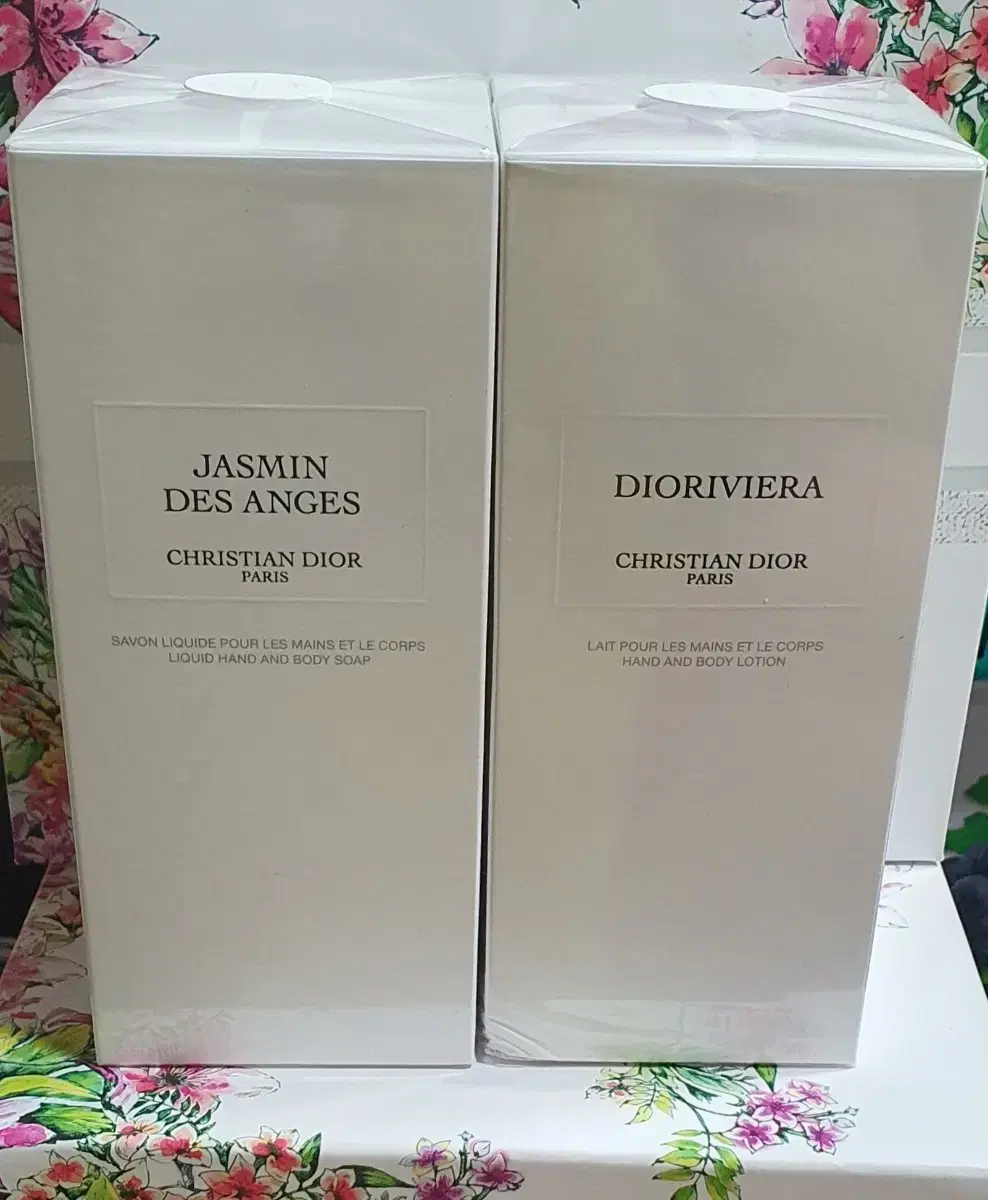 JASMIN
DES ANGES
CHRISTIAN DIOR
PARIS
SAVON LIQUIDE POUR LES MAINS ET LE CORPS
LIQUID HAND AND BODY SOAP
DIORIVIERA
CHRISTIAN DIOR
PARIS
LAIT POUR LES MAINS ET LE CORPS
HAND AND BODY LOTION